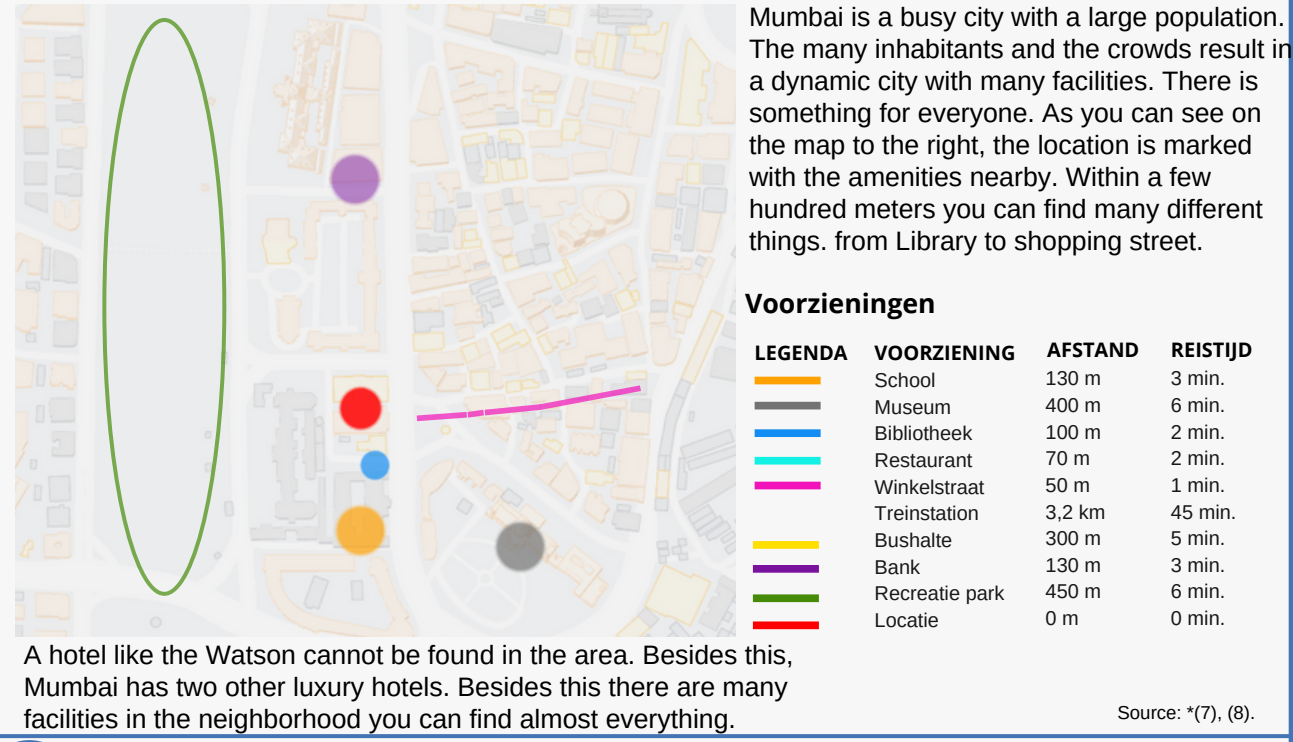 Mumbai is a busy city with a large population.
The many inhabitants and the crowds result in
a dynamic city with many facilities. There is
something for everyone. As you can see on
the map to the right, the location is marked
with the amenities nearby. Within a few
hundred meters you can find many different
things. from Library to shopping street.
Voorzieningen
LEGENDA VOORZIENING AFSTAND REISTIJD
School 130 m 3 min.
Museum 400 m 6 min.
Bibliotheek 100 m 2 min.
Restaurant 70 m 2 min.
Winkelstraat 50 m 1 min.
Treinstation 3,2 km 45 min.
Bushalte 300 m 5 min.
Bank 130 m 3 min.
Recreatie park 450 m 6 min.
Locatie 0 m 0 min.
A hotel like the Watson cannot be found in the area. Besides this,
Mumbai has two other luxury hotels. Besides this there are many
facilities in the neighborhood you can find almost everything.
Source: *(7), (8).